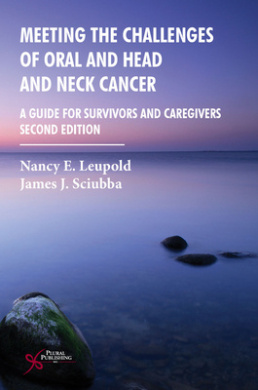 MEETING THE CHALLENGES
OF ORAL AND HEAD
AND NECK CANCER
A GUIDE FOR SURVIVORS AND CAREGIVERS
SECOND EDITION
Nancy E. Leupold
James J. Sciubba
PLURAL
PUBLISHING